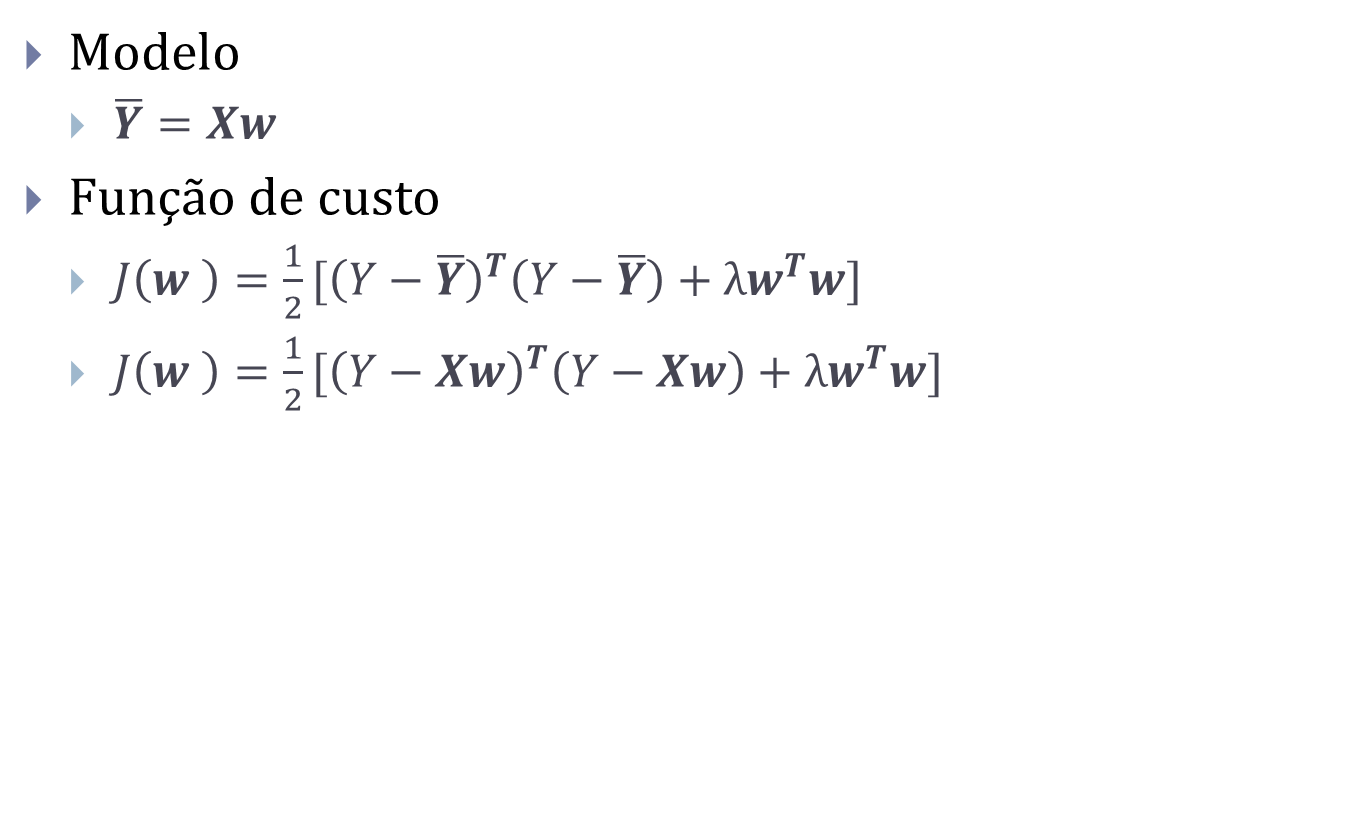 Modelo
Y̅ = Xw
Função de custo
J(w ) = 1/2 [(Y − Y̅)ᵀ(Y − Y̅) + λwᵀw]
J(w ) = 1/2 [(Y − Xw)ᵀ(Y − Xw) + λwᵀw]